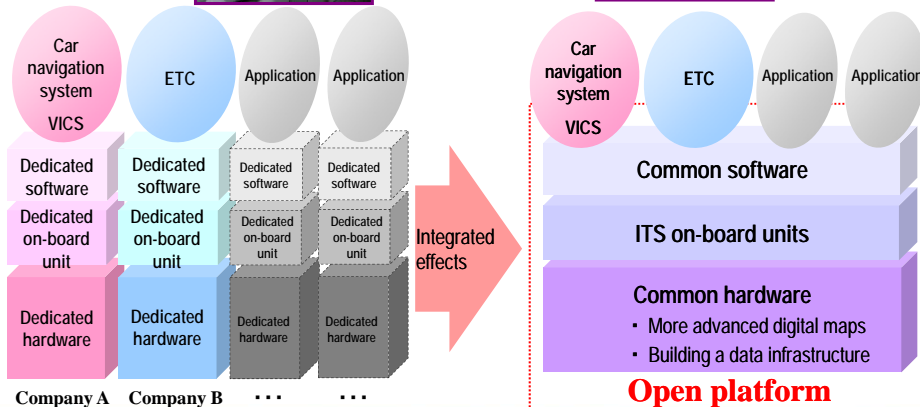 Car
navigation
system
VICS
ETC
Application
Application
Dedicated
software
Dedicated
software
Dedicated
software
Dedicated
software
Dedicated
on-board
unit
Dedicated
on-board
unit
Dedicated
on-board
unit
Dedicated
on-board
unit
Dedicated
hardware
Dedicated
hardware
Dedicated
hardware
Dedicated
hardware
Company A
Company B
...
...
Integrated
effects
Car
navigation
system
VICS
ETC
Application
Application
Common software
ITS on-board units
Common hardware
・ More advanced digital maps
・ Building a data infrastructure
Open platform